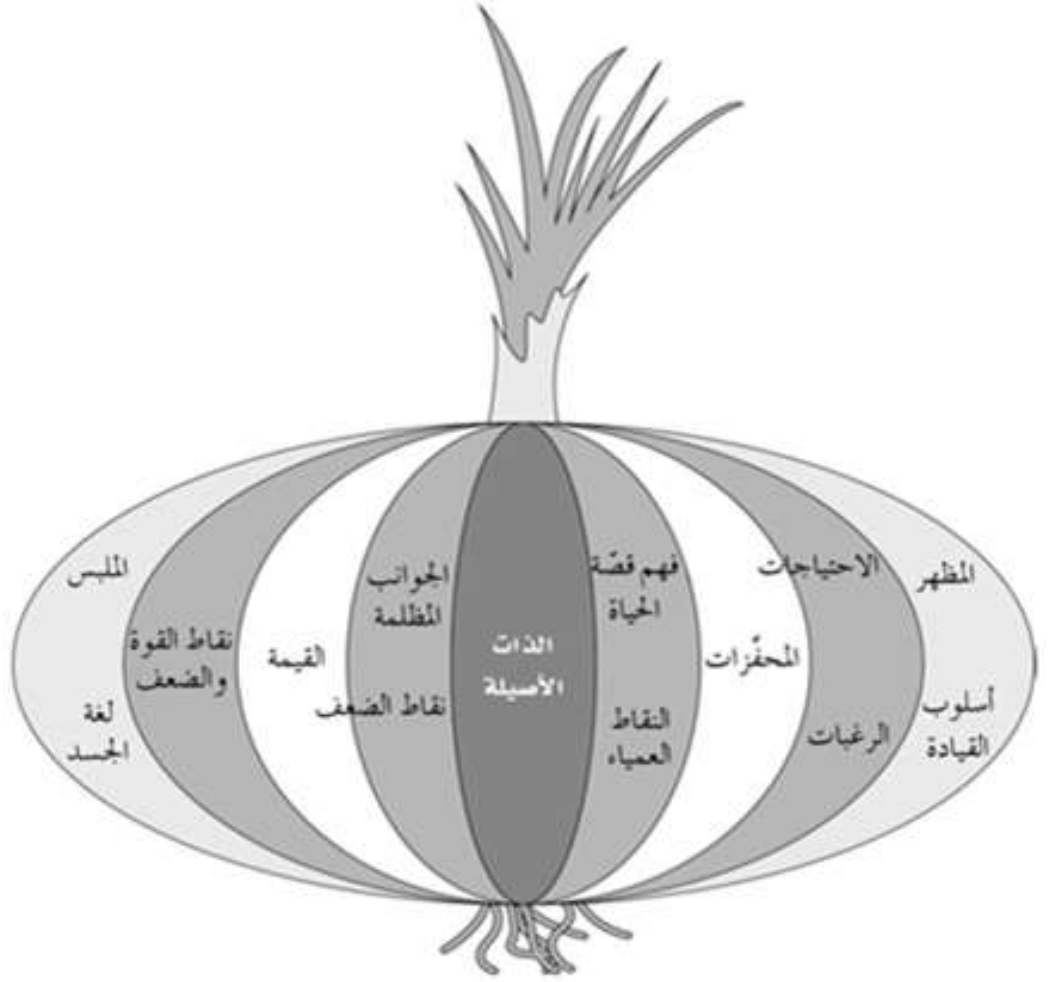 المظهر
أسلوب
القيادة
الاحتياجات
الرغبات
المحفّزات
فهم قصّة
الحياة
النقاط
العمياء
الذات
الأصيلة
الجوانب
المظلمة
نقاط الضعف
القيمة
نقاط القوة
والضعف
الملبس
لغة
الجسد